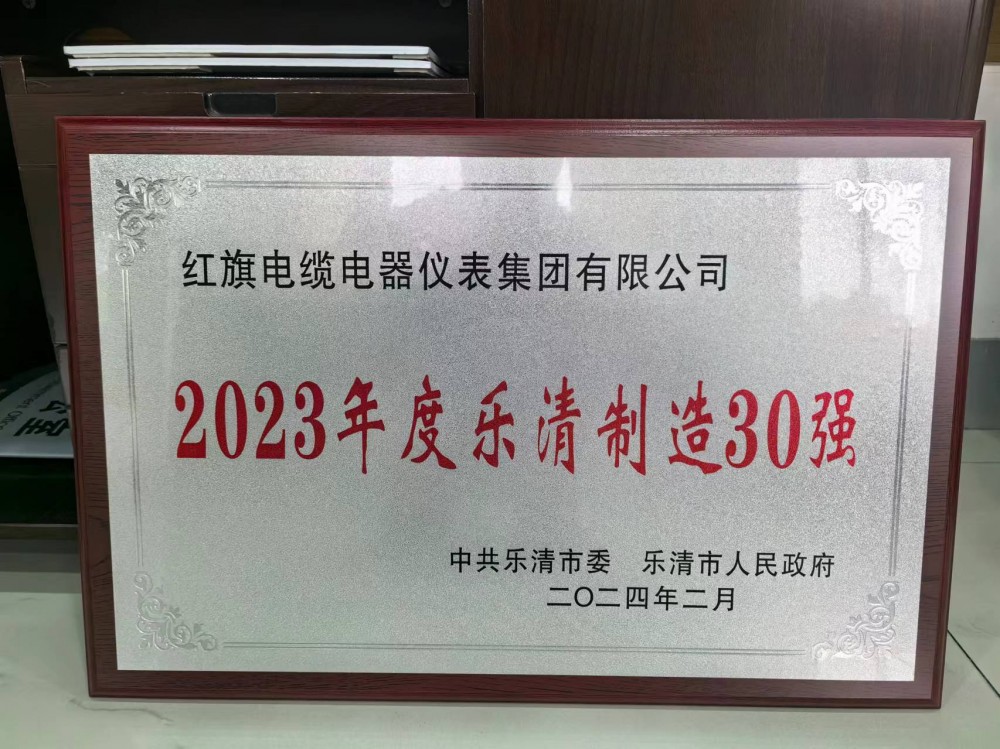 红旗电缆电器仪表集团有限公司
2023年度乐清制造30强
中共乐清市委 乐清市人民政府
二〇二四年二月